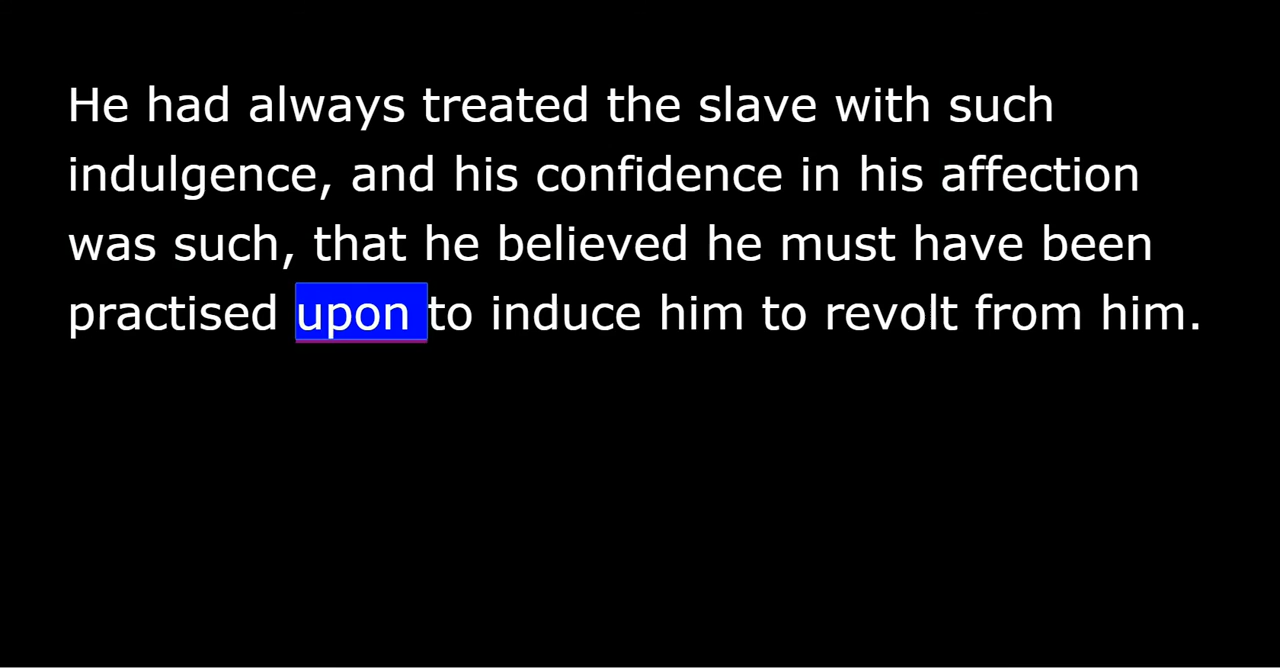 He had always treated the slave with such
indulgence, and his confidence in his affection
was such, that he believed he must have been
practised upon to induce him to revolt from him.